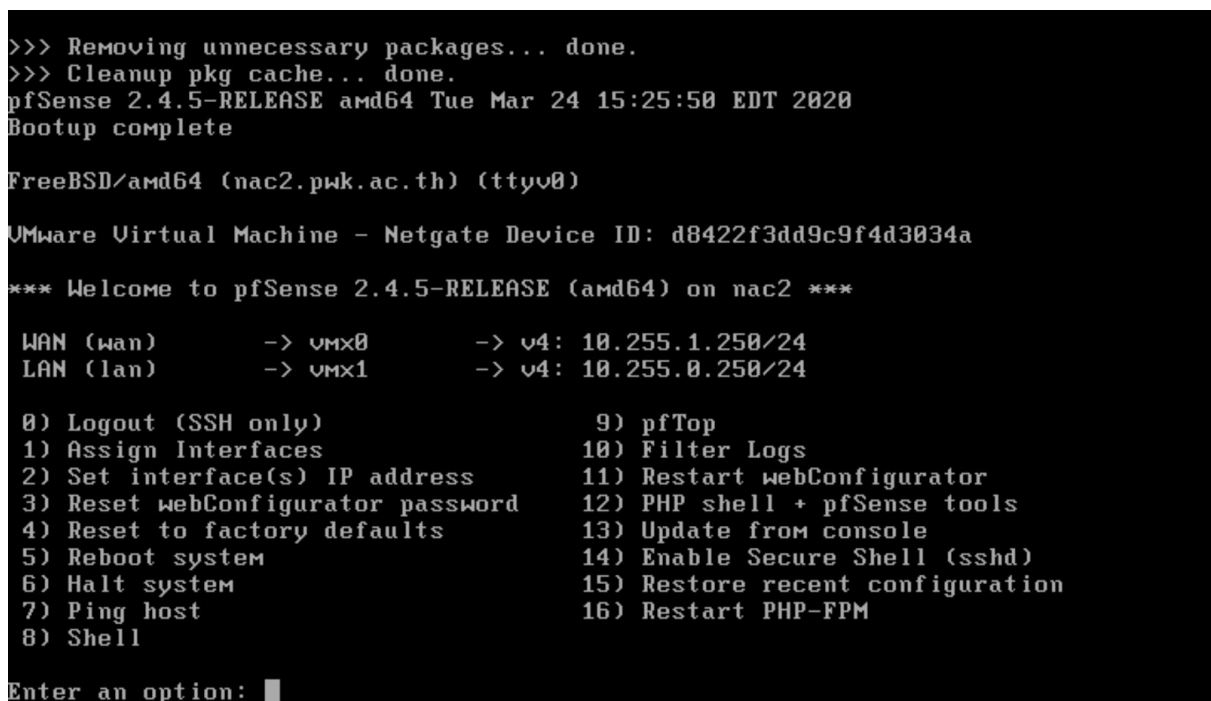 >>> Removing unnecessary packages... done.
>>> Cleanup pkg cache... done.
pfSense 2.4.5-RELEASE amd64 Tue Mar 24 15:25:50 EDT 2020
Bootup complete
FreeBSD/amd64 (nac2.pwk.ac.th) (ttyv0)
VMware Virtual Machine - Netgate Device ID: d8422f3dd9c9f4d3034a
*** Welcome to pfSense 2.4.5-RELEASE (amd64) on nac2 ***
WAN (wan) -> vmx0 -> v4: 10.255.1.250/24
LAN (lan) -> vmx1 -> v4: 10.255.0.250/24
0) Logout (SSH only) 9) pfTop
1) Assign Interfaces 10) Filter Logs
2) Set interface(s) IP address 11) Restart webConfigurator
3) Reset webConfigurator password 12) PHP shell + pfSense tools
4) Reset to factory defaults 13) Update from console
5) Reboot system 14) Enable Secure Shell (sshd)
6) Halt system 15) Restore recent configuration
7) Ping host 16) Restart PHP-FPM
8) Shell
Enter an option: